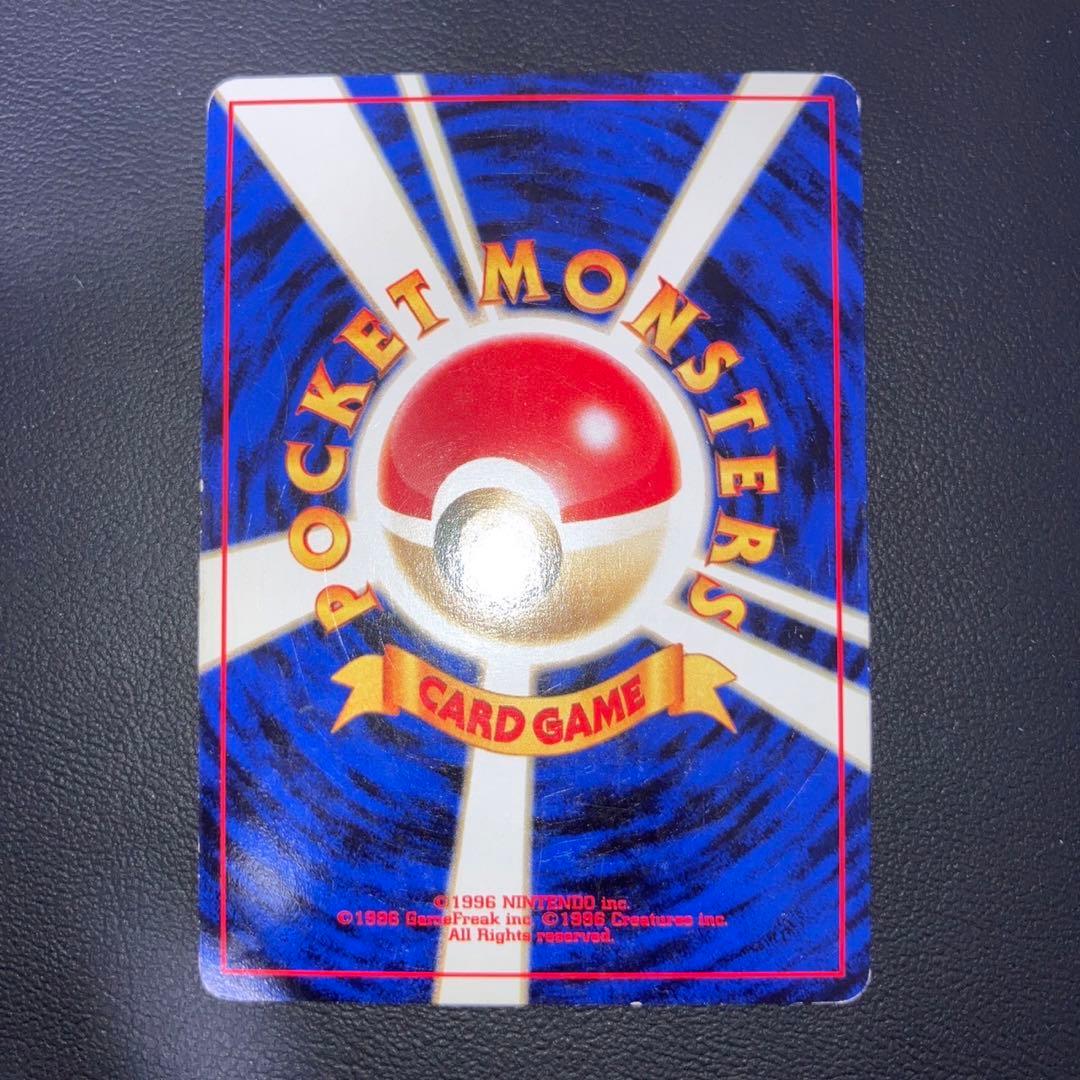 POCKET MONSTERS
CARD GAME
©1996 NINTENDO inc.
©1996 GameFreak inc. ©1996 Creatures inc.
All Rights reserved.